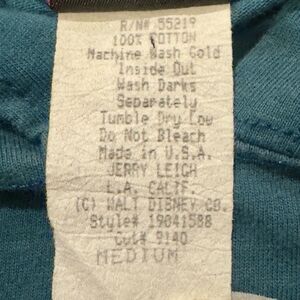 R/N# 55219
100% COTTON
Machine Wash Cold
Inside Out
Wash Darks
Separately
Tumble Dry Low
Do Not Bleach
Made in U.S.A.
JERRY LEIGH
L.A. CALIF.
(C) WALT DISNEY CO.
Style# 19041588
Cut# 9140
MEDIUM